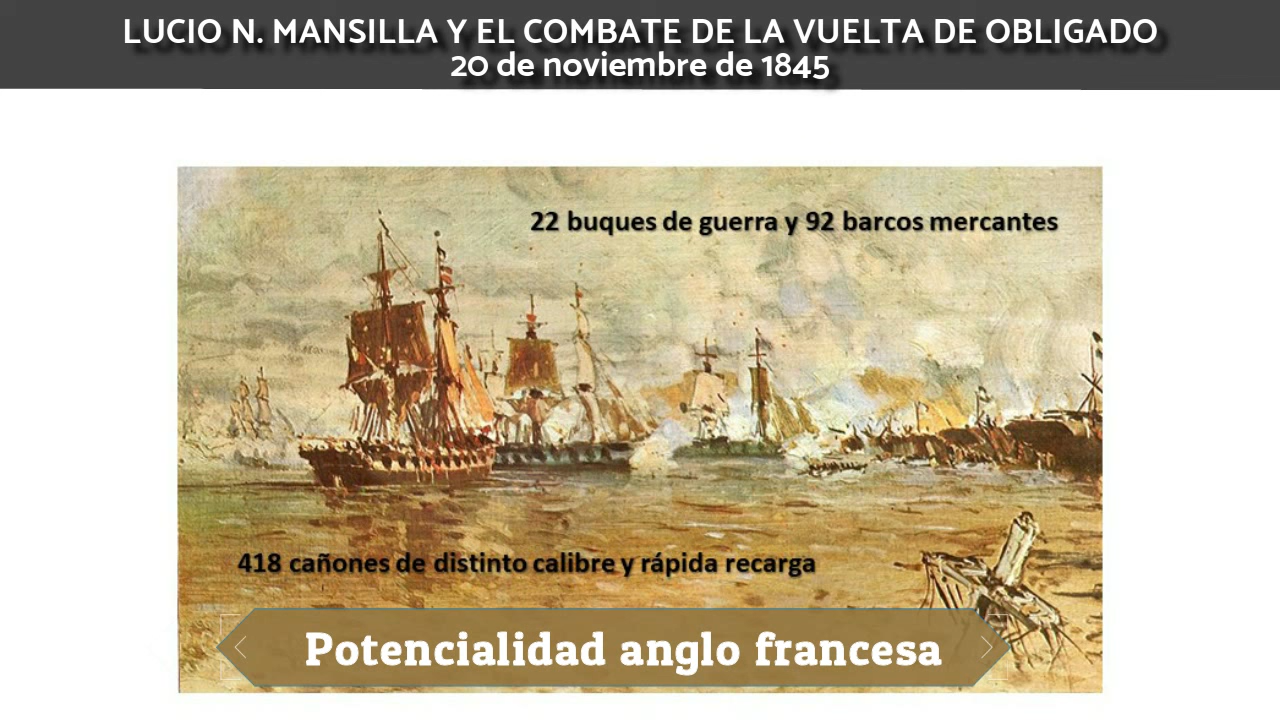 LUCIO N. MANSILLA Y EL COMBATE DE LA VUELTA DE OBLIGADO
20 de noviembre de 1845
22 buques de guerra y 92 barcos mercantes
418 cañones de distinto calibre y rápida recarga
Potencialidad anglo francesa